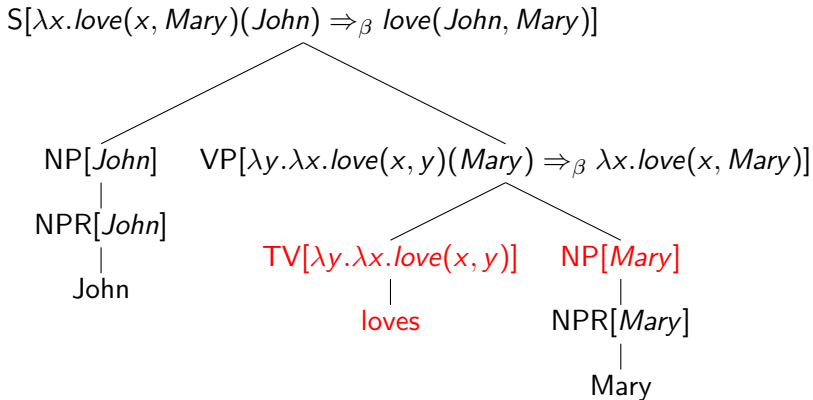 S[λx.love(x, Mary)(John) ⇒β love(John, Mary)]
NP[John] VP[λy.λx.love(x, y)(Mary) ⇒β λx.love(x, Mary)]
NPR[John]
TV[λy.λx.love(x, y)] NP[Mary]
John
loves NPR[Mary]
Mary